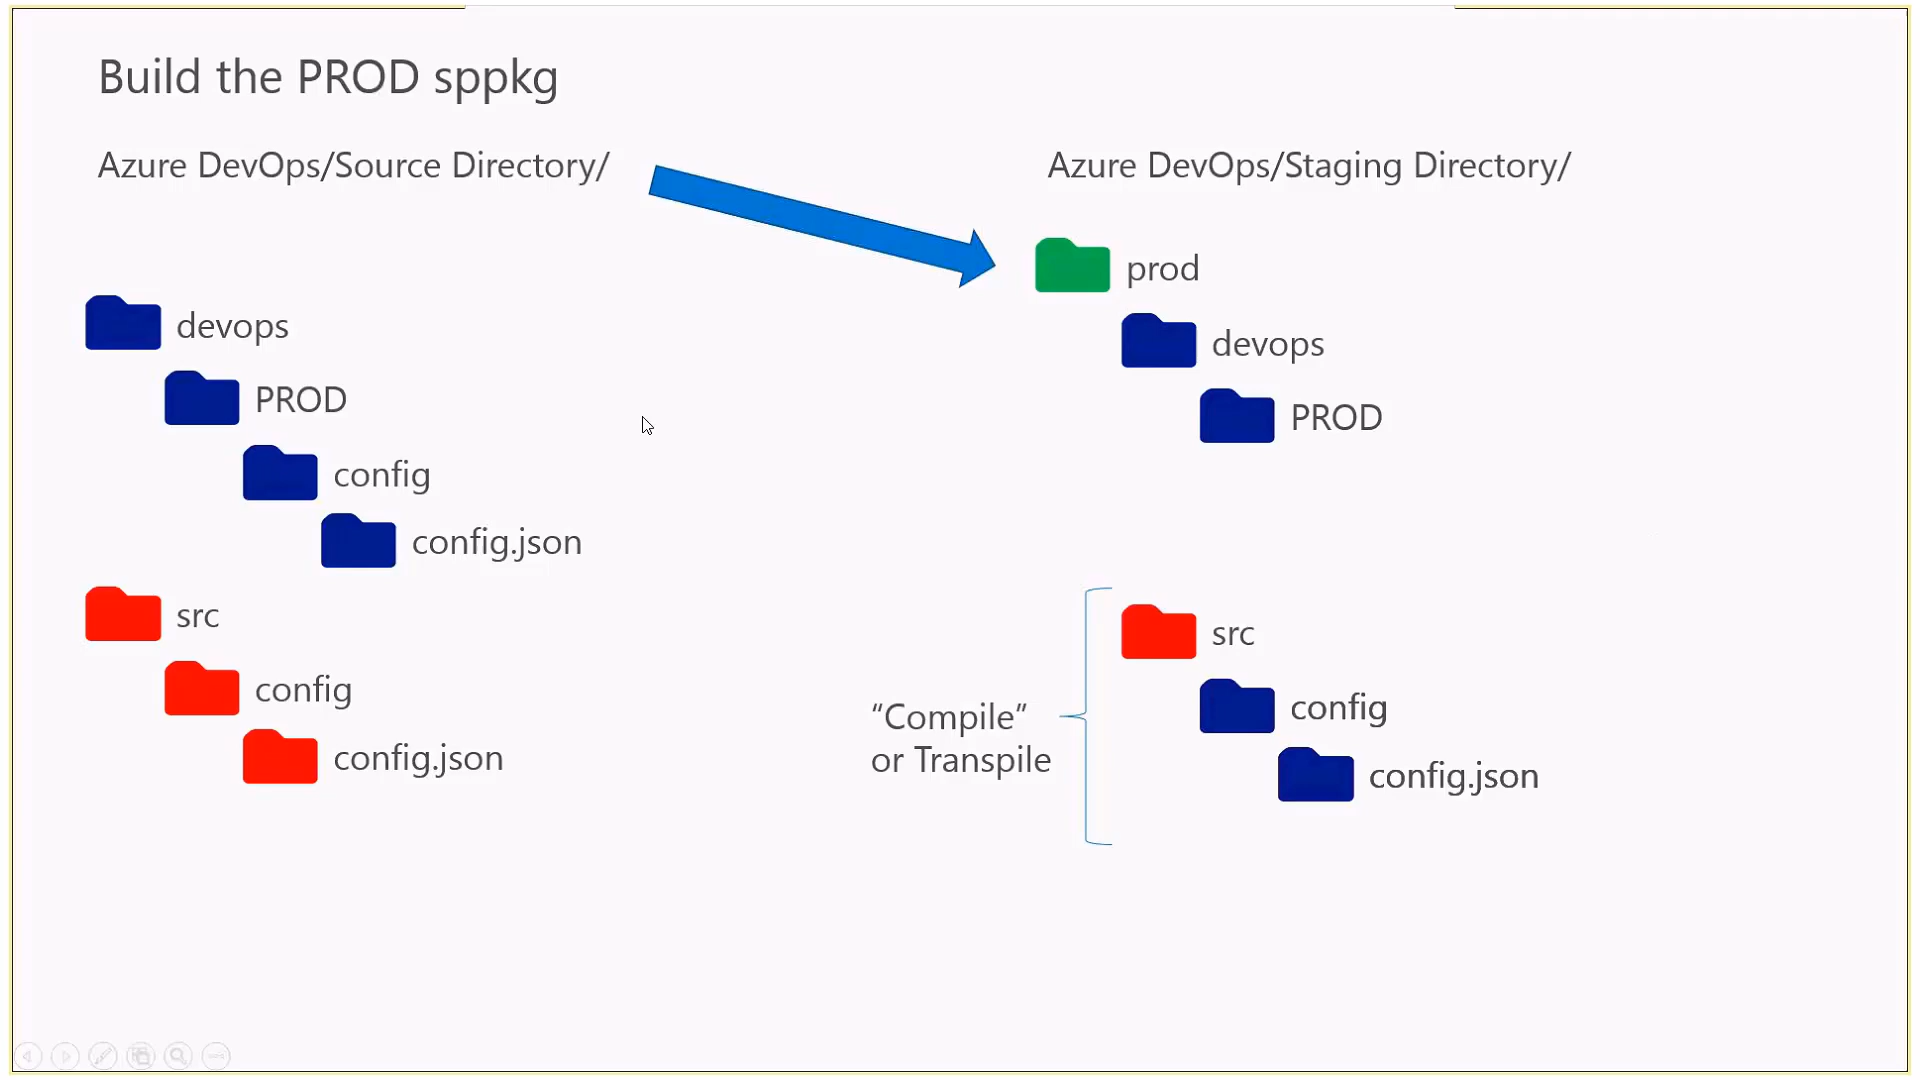 Build the PROD sppkg
Azure DevOps/Source Directory/
devops
PROD
config
config.json
src
config
config.json
Azure DevOps/Staging Directory/
prod
devops
PROD
“Compile”
or Transpile
src
config
config.json